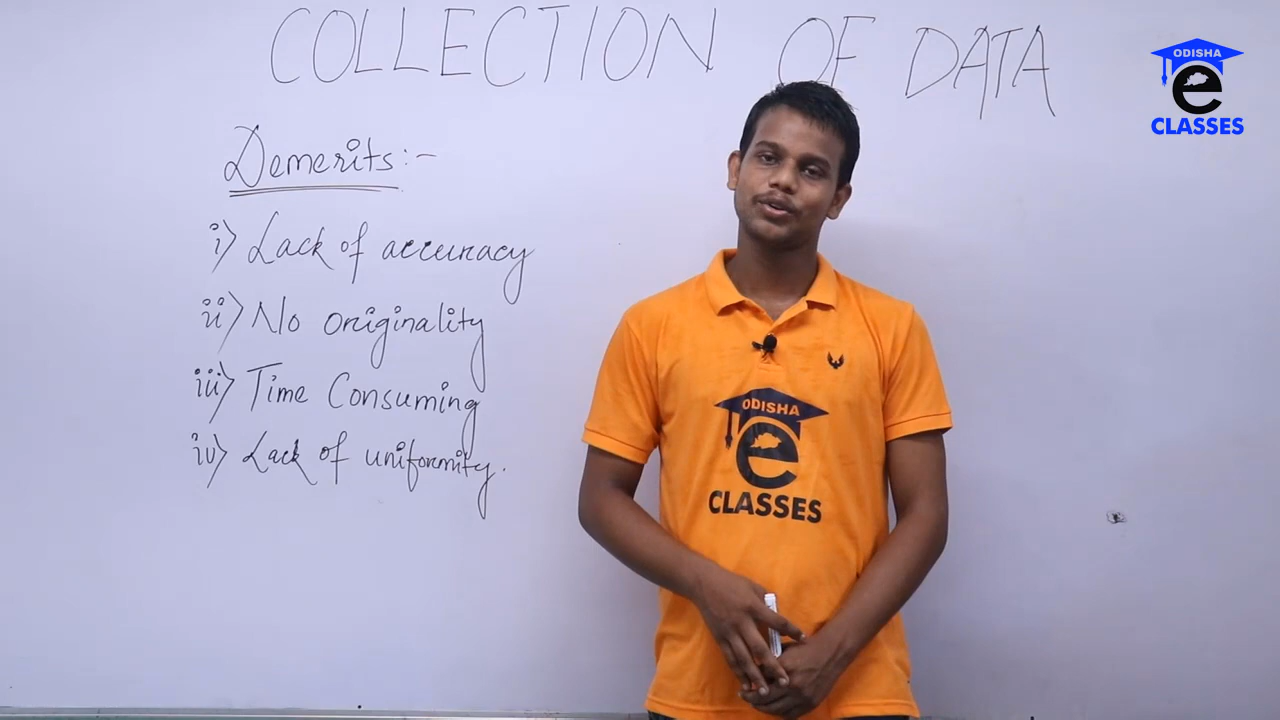 COLLECTION OF DATA
ODISHA
e
CLASSES
Demerits:-
i) Lack of accuracy
ii) No originality
iii) Time Consuming
iv) Lack of uniformity.
ODISHA
e
CLASSES